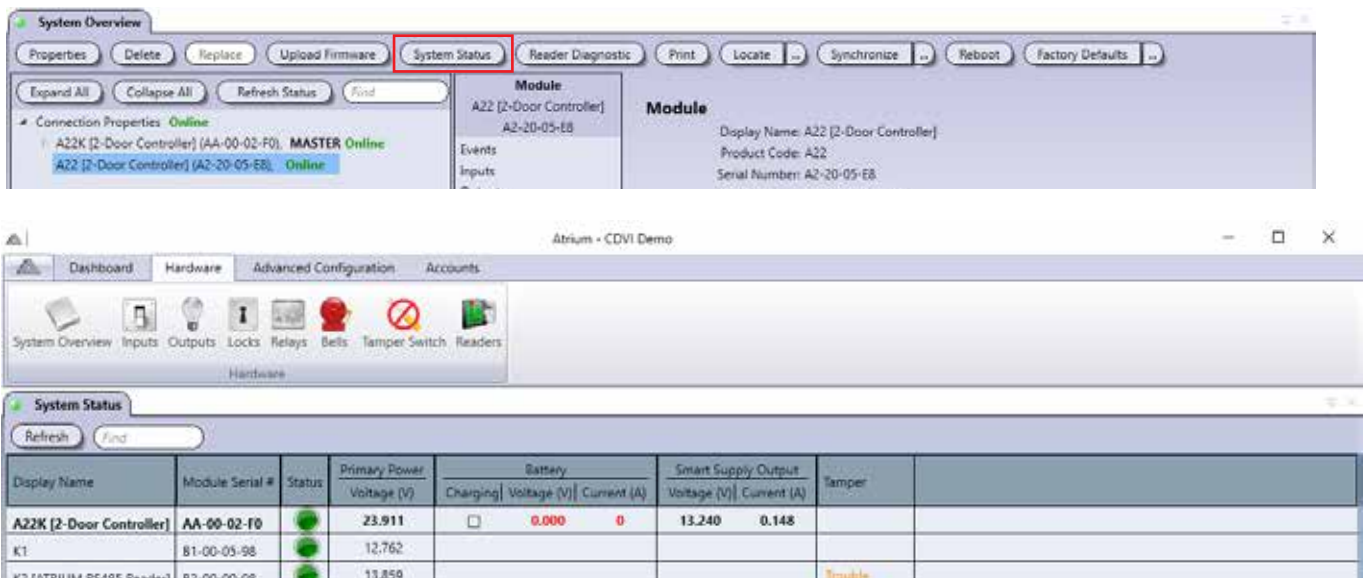 System Overview
Properties Delete Replace Upload Firmware System Status Reader Diagnostic Print Locate ... Synchronize ... Reboot Factory Defaults ...
Expand All Collapse All Refresh Status Find
Module
A22 [2-Door Controller]
A2-20-05-E8
Events
Inputs
Connection Properties Online
A22K [2-Door Controller] (AA-00-02-F0), MASTER Online
A22 [2-Door Controller] (A2-20-05-E8), Online
Module
Display Name: A22 [2-Door Controller]
Product Code: A22
Serial Number: A2-20-05-E8
Atrium - CDVI Demo
Dashboard Hardware Advanced Configuration Accounts
System Overview Inputs Outputs Locks Relays Bells Tamper Switch Readers
Hardware
System Status
Refresh Find
Display Name Module Serial # Status Primary Power Battery Smart Supply Output Tamper
Voltage (V) Charging Voltage (V) Current (A) Voltage (V) Current (A)
A22K [2-Door Controller] AA-00-02-F0 23.911 0.000 0 13.240 0.148
K1 B1-00-05-98 12.762
13.859 Trouble